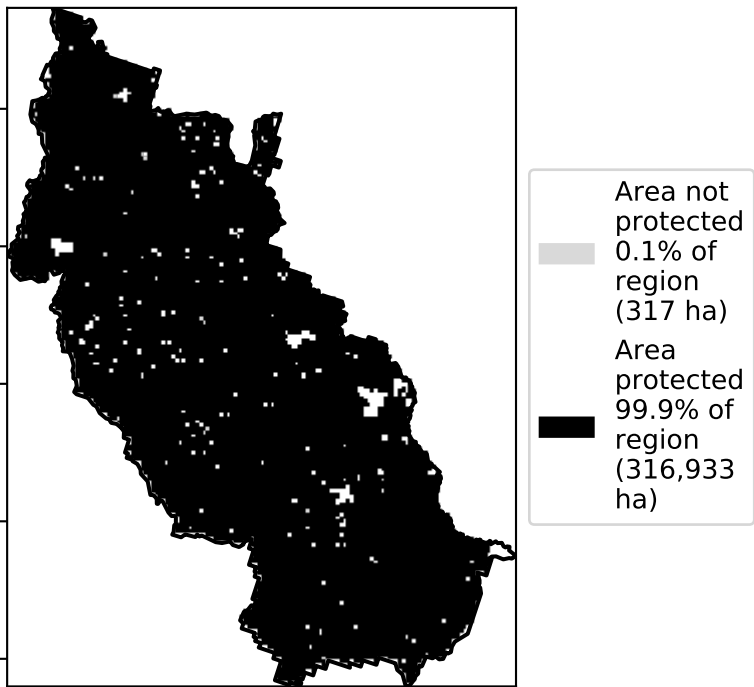 Area not
protected
0.1% of
region
(317 ha)
Area
protected
99.9% of
region
(316,933
ha)